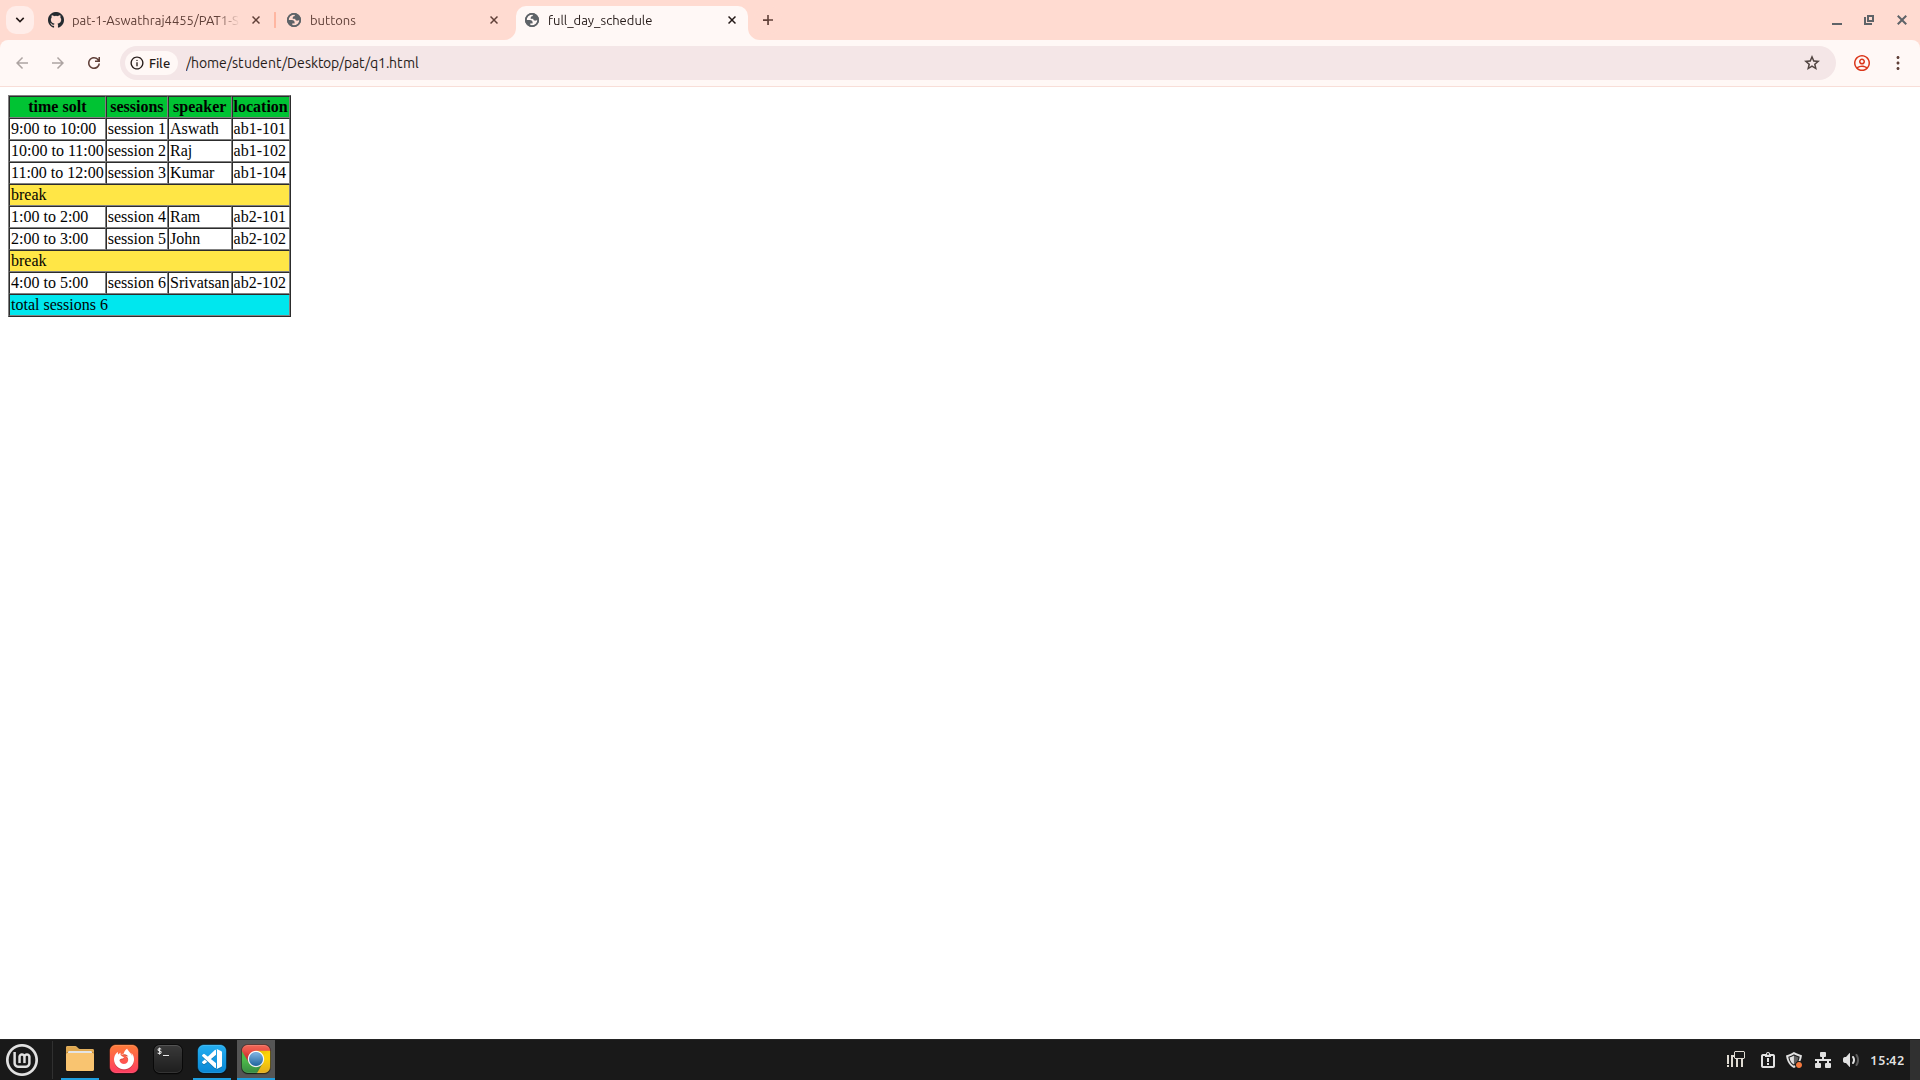 pat-1-Aswathraj4455/PAT1-S
buttons
full_day_schedule
File /home/student/Desktop/pat/q1.html
time solt sessions speaker location
9:00 to 10:00 session 1 Aswath ab1-101
10:00 to 11:00 session 2 Raj ab1-102
11:00 to 12:00 session 3 Kumar ab1-104
break
1:00 to 2:00 session 4 Ram ab2-101
2:00 to 3:00 session 5 John ab2-102
break
4:00 to 5:00 session 6 Srivatsan ab2-102
total sessions 6
15:42